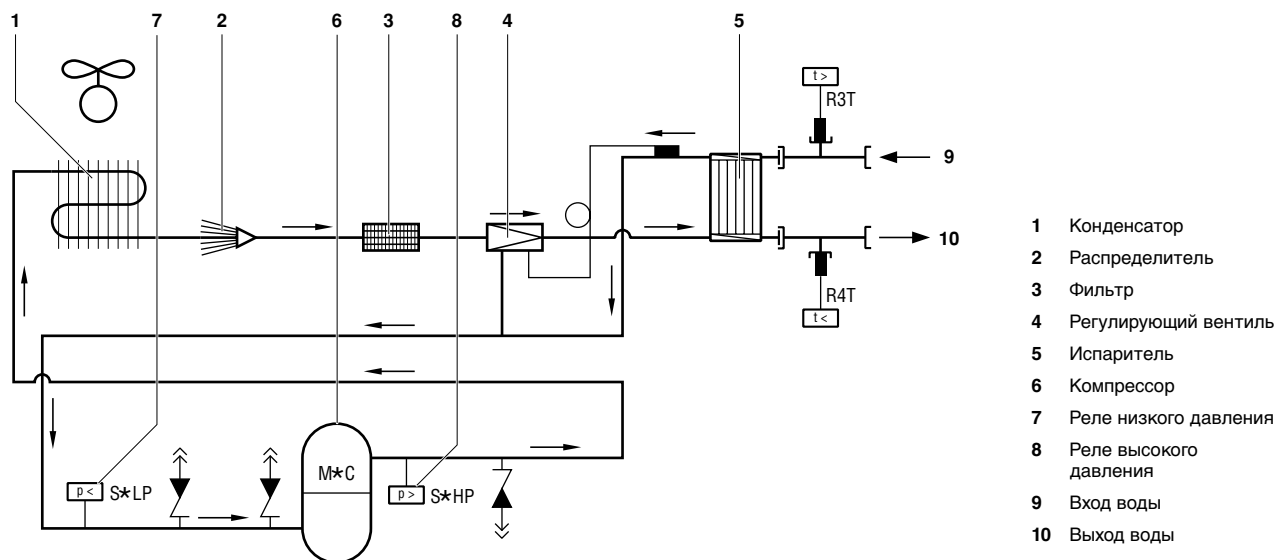 1 7 2 6 3 8 4 5
t >
R3T
9
10
R4T
t <
M*C
p < S*LP
p > S*HP
1 Конденсатор
2 Распределитель
3 Фильтр
4 Регулирующий вентиль
5 Испаритель
6 Компрессор
7 Реле низкого давления
8 Реле высокого
давления
9 Вход воды
10 Выход воды